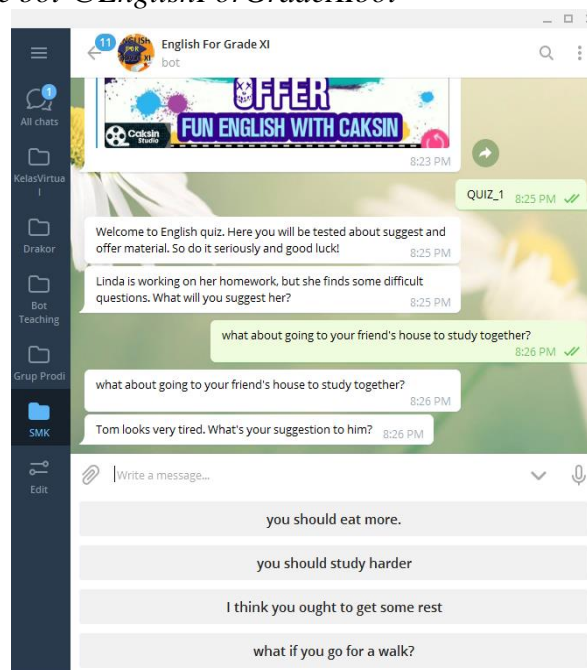 English For Grade XI
bot
11
1
All chats
KelasVirtua
l
Drakor
Bot
Teaching
Grup Prodi
SMK
Edit
OFFER
Caksin
Studio
FUN ENGLISH WITH CAKSIN
8:23 PM
QUIZ_1 8:25 PM
Welcome to English quiz. Here you will be tested about suggest and
offer material. So do it seriously and good luck!
8:25 PM
Linda is working on her homework, but she finds some difficult
questions. What will you suggest her?
8:25 PM
what about going to your friend's house to study together?
8:26 PM
what about going to your friend's house to study together?
8:26 PM
Tom looks very tired. What's your suggestion to him? 8:26 PM
Write a message...
you should eat more.
you should study harder
I think you ought to get some rest
what if you go for a walk?